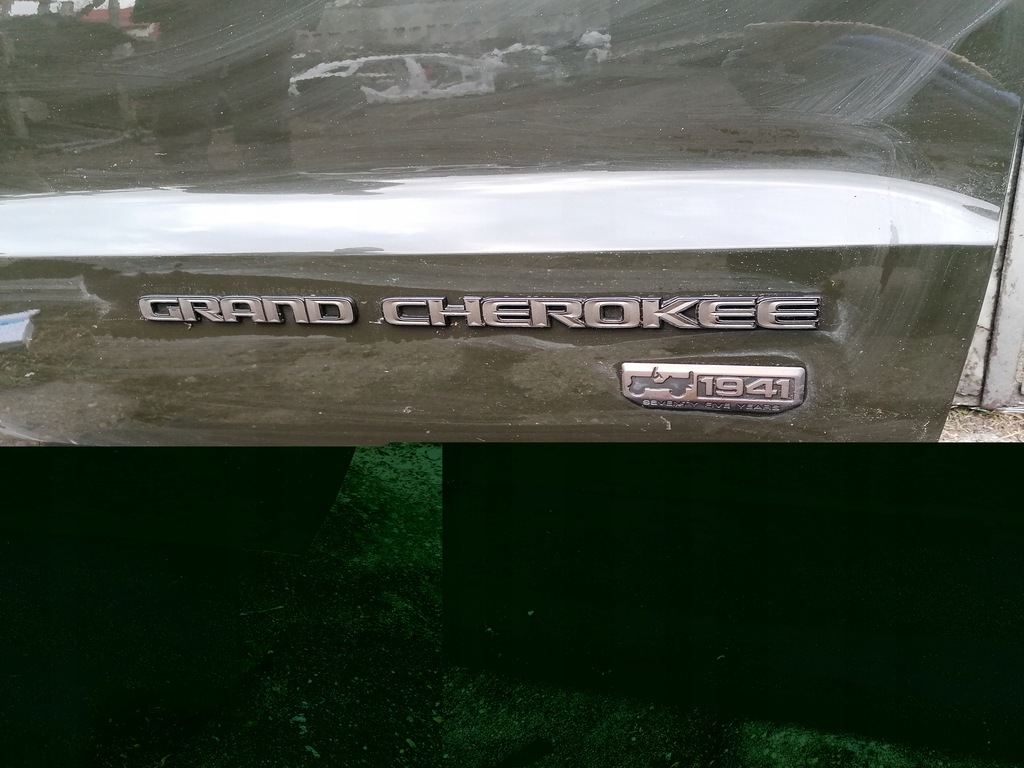 GRAND CHEROKEE
1941
SEVENTY FIVE YEARS